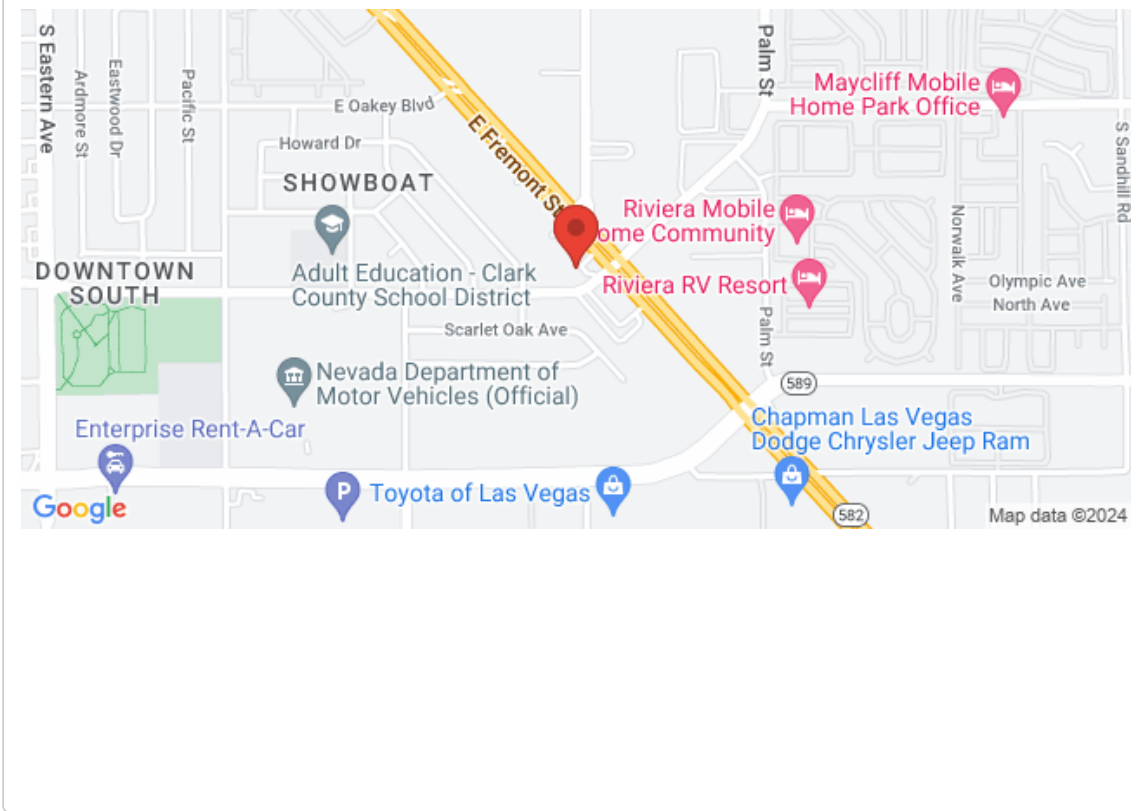 S Eastern Ave
Ardmore St
Eastwood Dr
Pacific St
E Oakey Blvd
Howard Dr
E Fremont St
Palm St
Maycliff Mobile
Home Park Office
S Sandhill Rd
SHOWBOAT
Riviera Mobile
ome Community
Norwalk Ave
DOWNTOWN
SOUTH
Adult Education - Clark
County School District
Riviera RV Resort
Olympic Ave
North Ave
Scarlet Oak Ave
Palm St
Nevada Department of
Motor Vehicles (Official)
589
Enterprise Rent-A-Car
Chapman Las Vegas
Dodge Chrysler Jeep Ram
P
Toyota of Las Vegas
Google
582
Map data ©2024